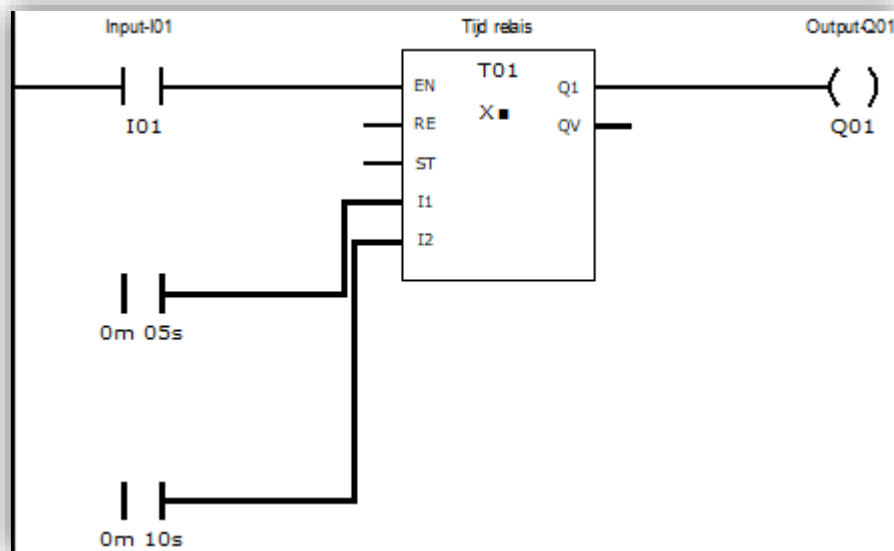 Input-I01
Tijd relais
Output-Q01
T01
EN
Q1
X
RE
QV
I01
Q01
ST
I1
I2
0m 05s
0m 10s